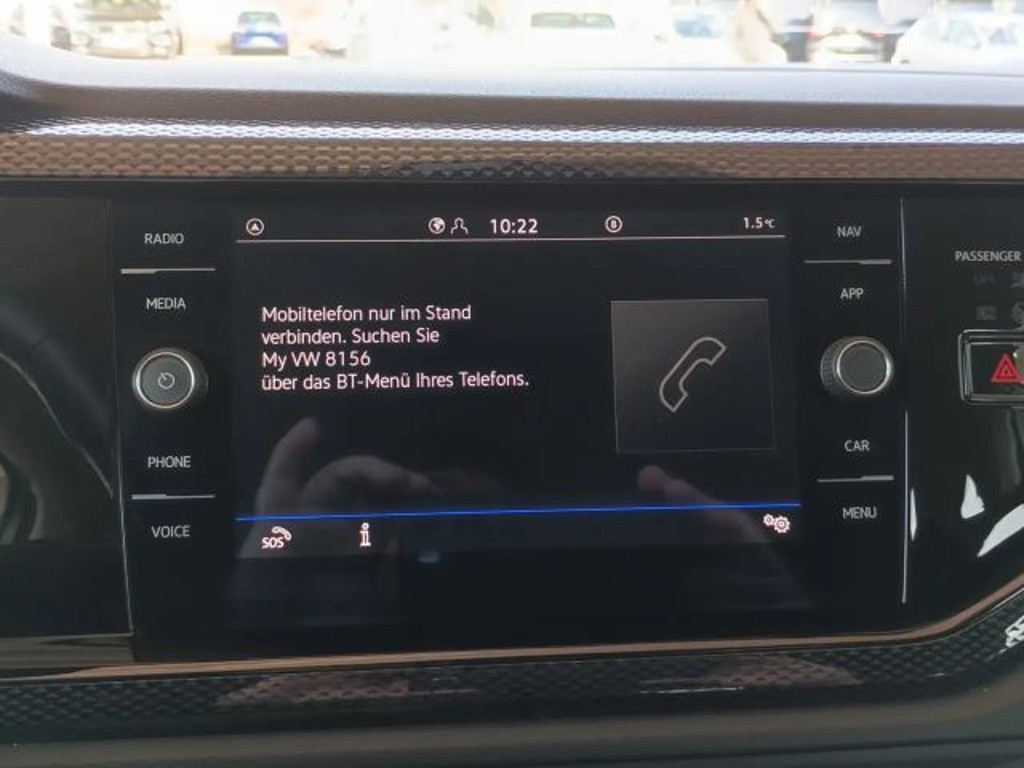 RADIO
MEDIA
PHONE
VOICE
10:22
1.5°C
Mobiltelefon nur im Stand
verbinden. Suchen Sie
My VW 8156
über das BT-Menü Ihres Telefons.
SOS
i
NAV
APP
CAR
MENU
PASSENGER